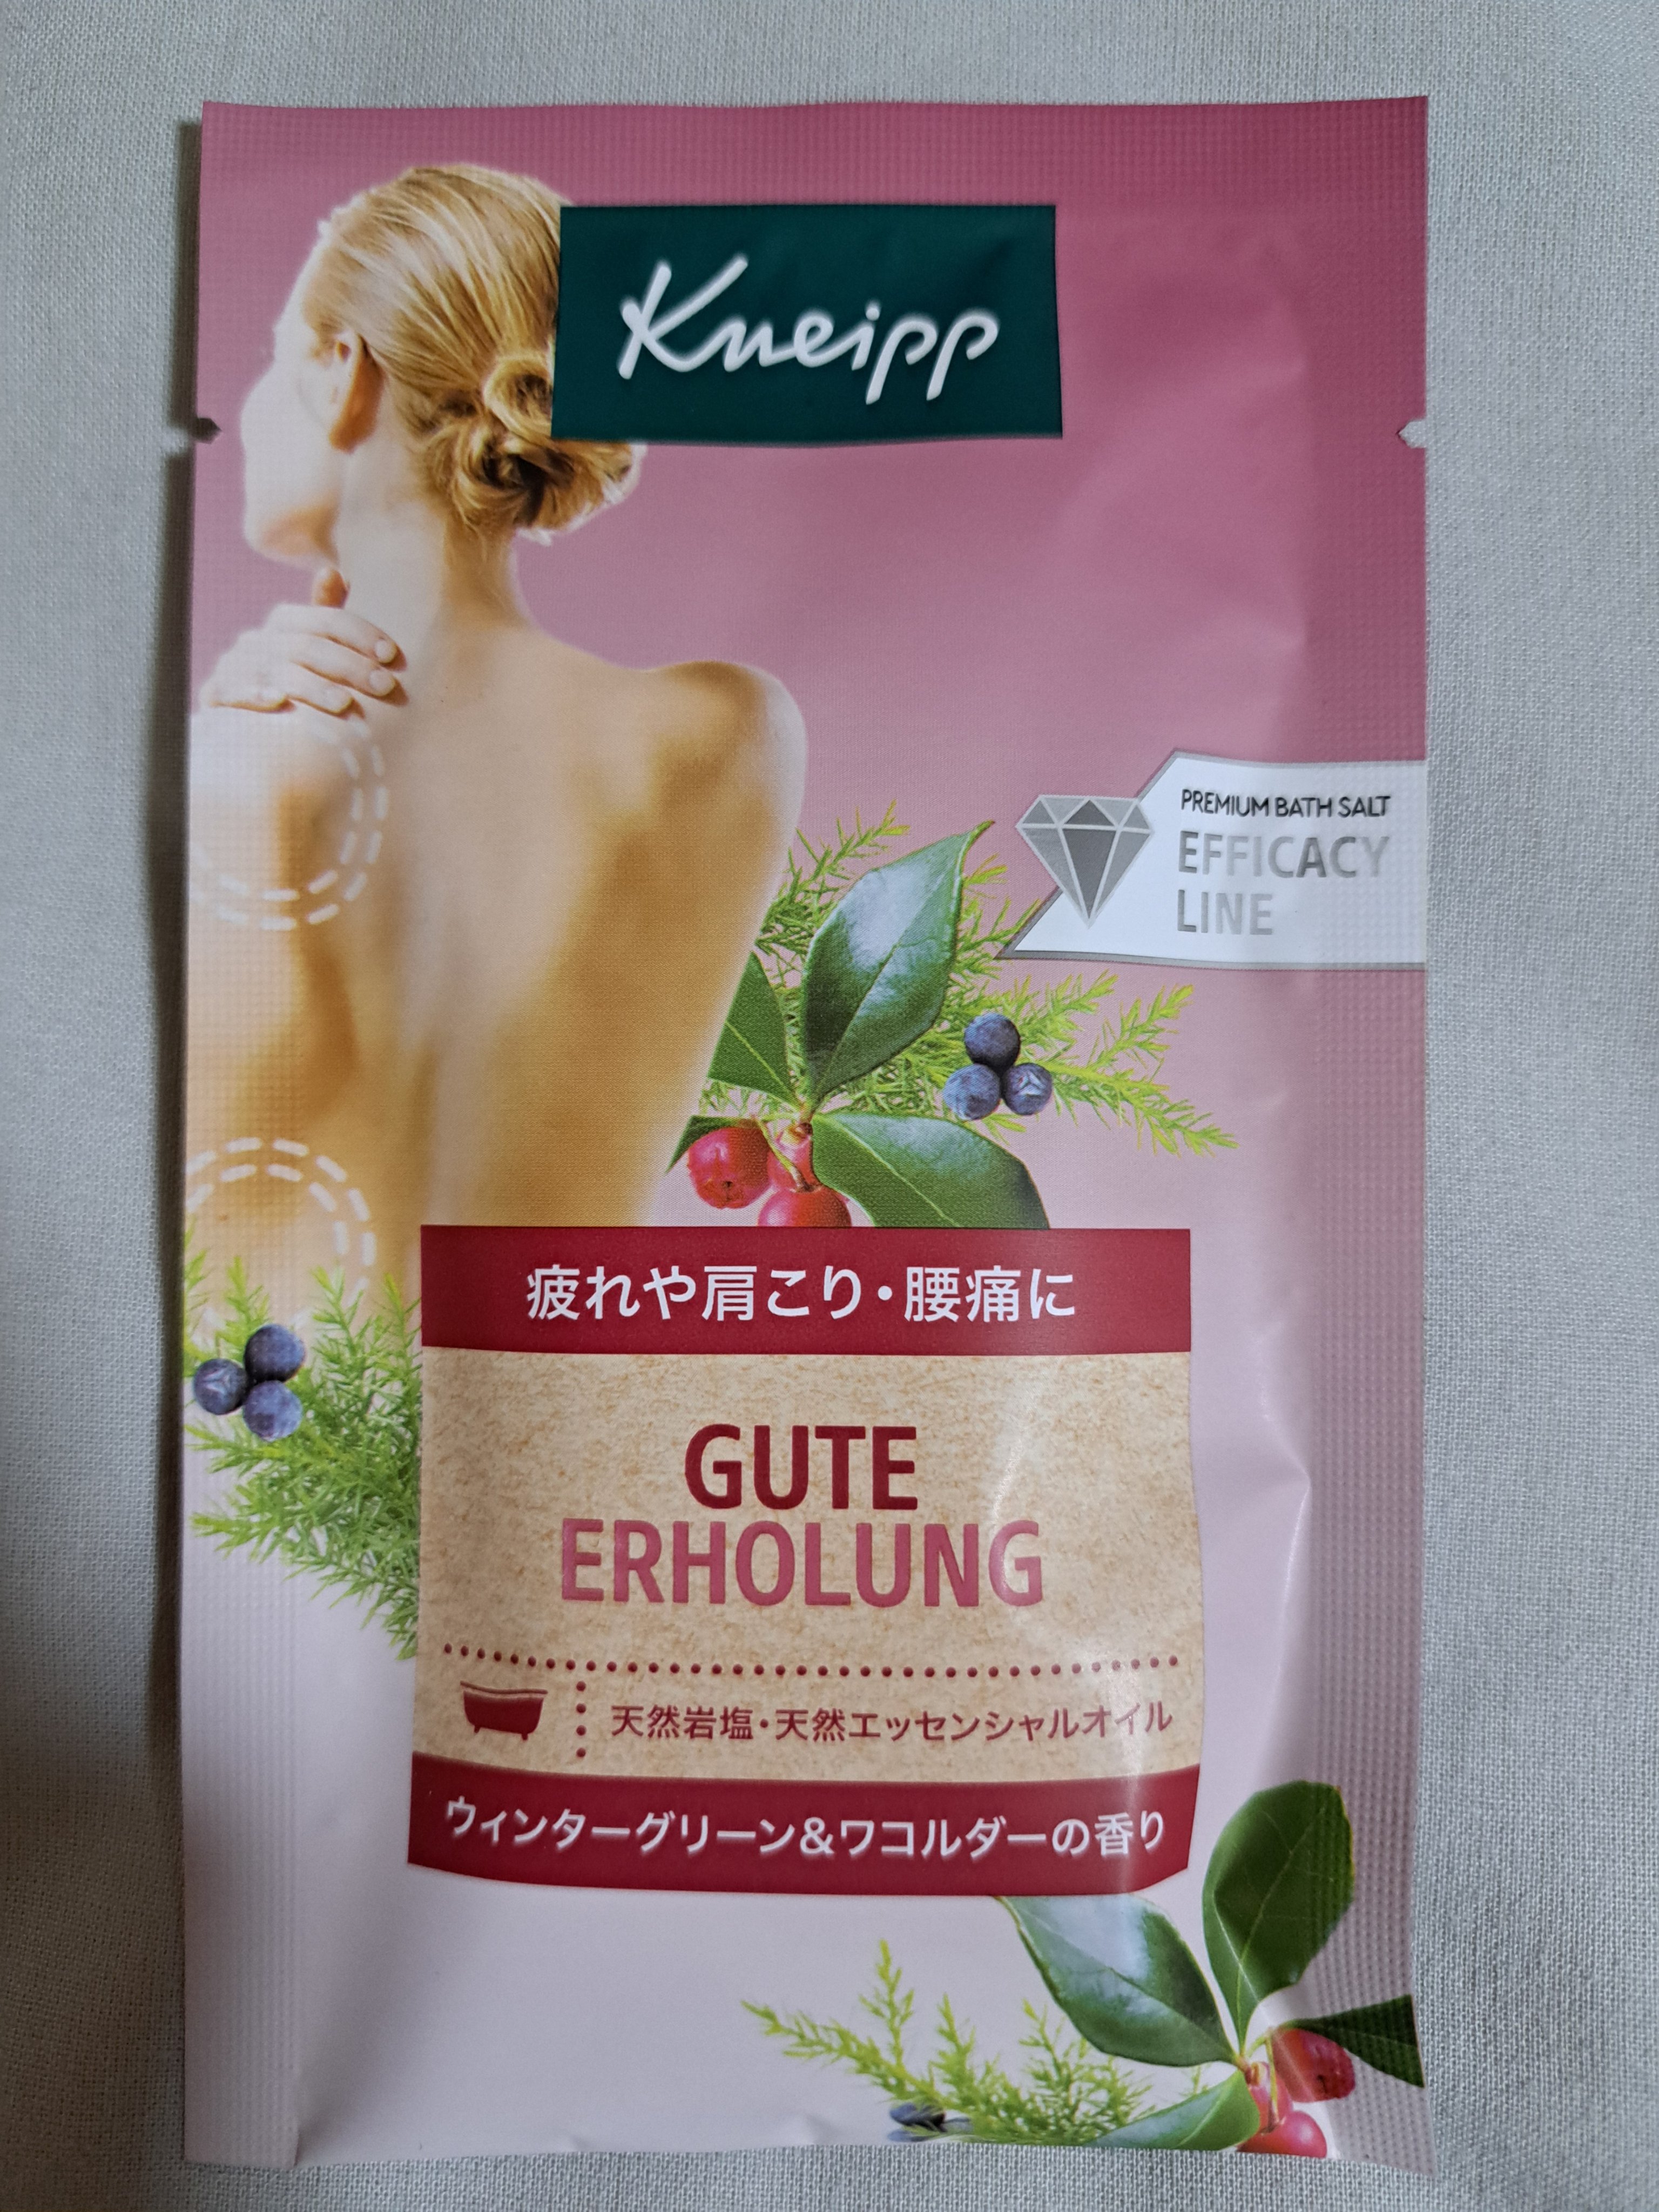 Kneipp
PREMIUM BATH SALT
EFFICACY
LINE
疲れや肩こり・腰痛に
GUTE
ERHOLUNG
天然岩塩・天然エッセンシャルオイル
ウィンターグリーン&ワコルダーの香り